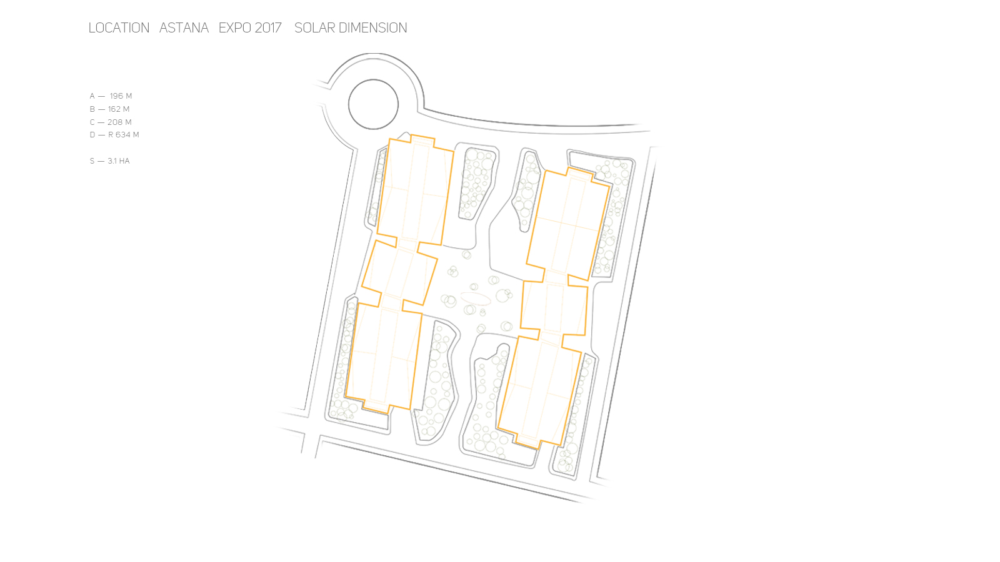 LOCATION ASTANA EXPO 2017 SOLAR DIMENSION
A — 196 M
B — 162 M
C — 208 M
D — R 634 M
S — 3.1 HA